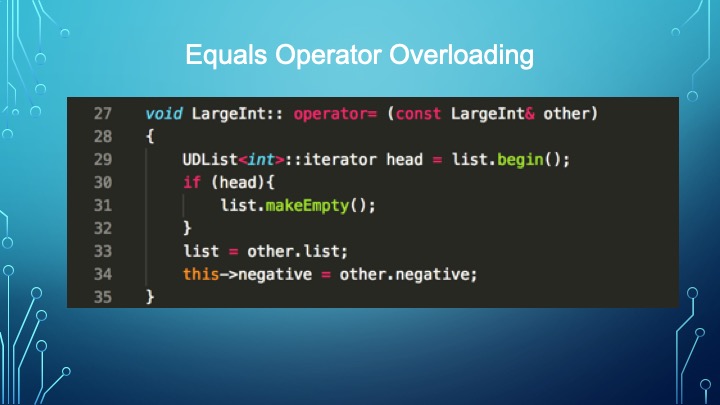 Equals Operator Overloading
27 void LargeInt:: operator= (const LargeInt& other)
28 {
29 UDList<int>::iterator head = list.begin();
30 if (head){
31 list.makeEmpty();
32 }
33 list = other.list;
34 this->negative = other.negative;
35 }